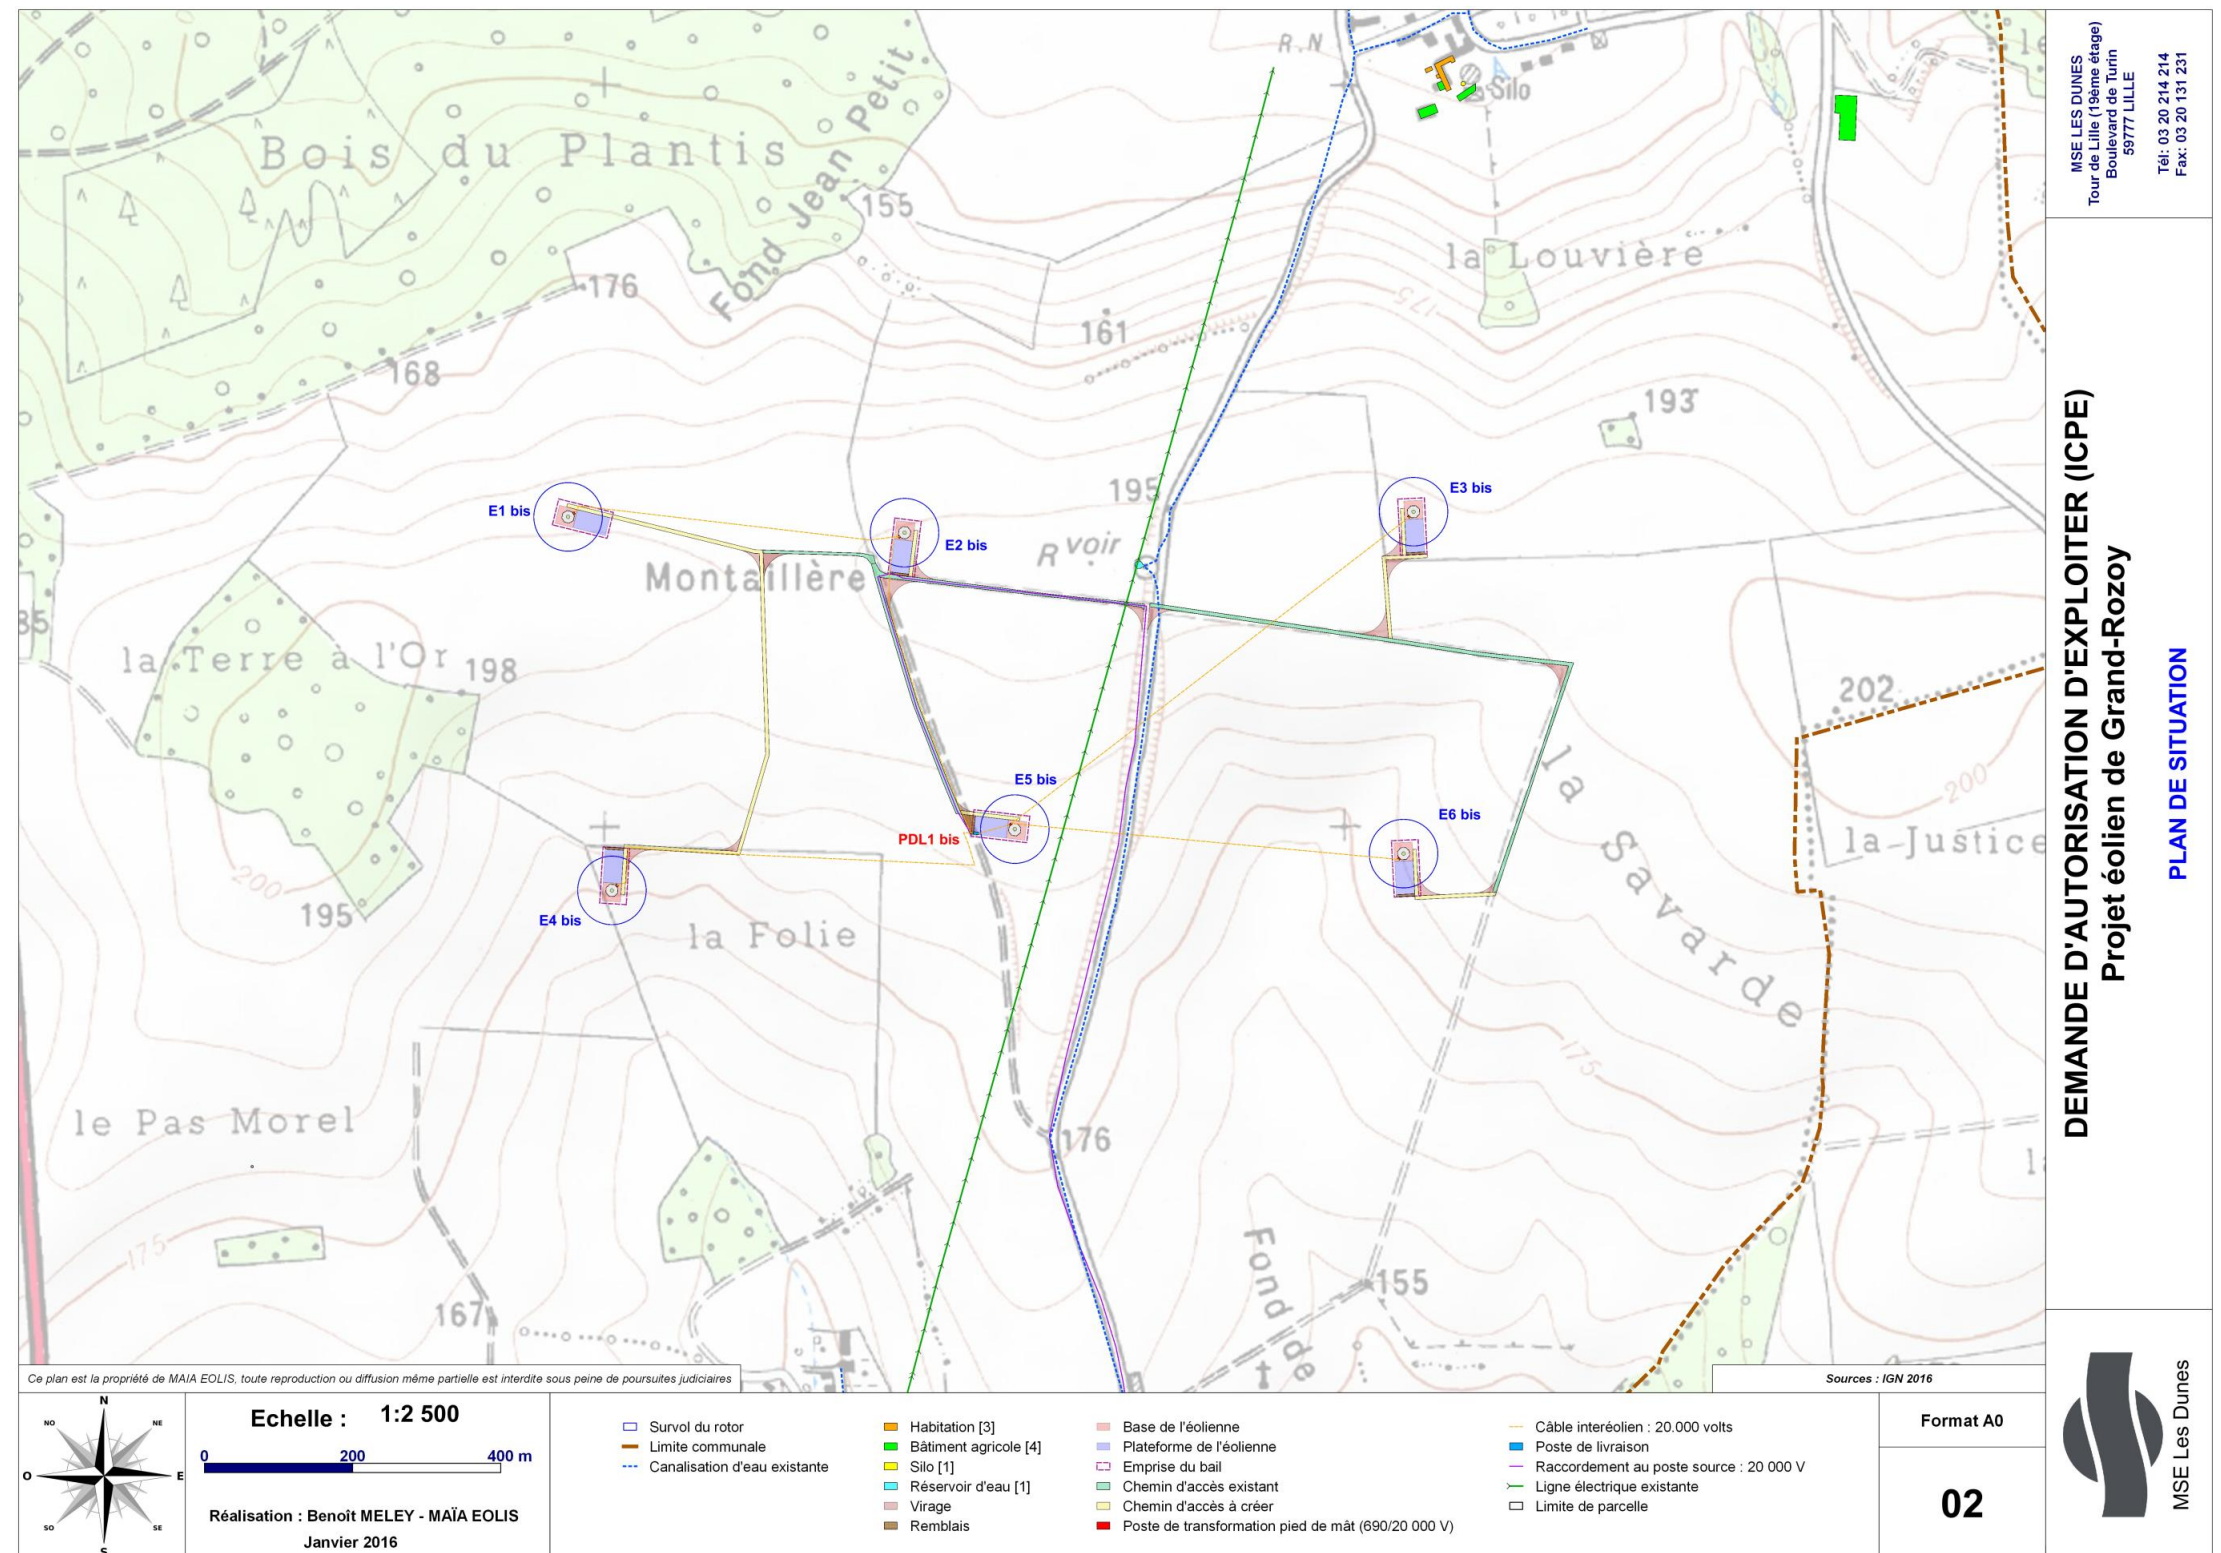 R.N
Silo
Bois du Plantis
Fond Jean Petit
155
la Louvière
176
175
161
168
193
195
E3 bis
E1 bis
E2 bis
R voir
Montaillère
85
la Terre à l'Or
198
202
E5 bis
la Savarde
200
E6 bis
PDL1 bis
la-Justice
200
195
E4 bis
la Folie
175
le Pas Morel
176
175
Fond de
155
167
MSE LES DUNES
Tour de Lille (19ème étage)
Boulevard de Turin
59777 LILLE
Tél: 03 20 214 214
Fax: 03 20 1311 231
DEMANDE D'AUTORISATION D'EXPLOITER (ICPE)
Projet éolien de Grand-Rozoy
PLAN DE SITUATION
MSE Les Dunes
Ce plan est la propriété de MAIA EOLIS, toute reproduction ou diffusion même partielle est interdite sous peine de poursuites judiciaires
Sources : IGN 2016
N
NO
NE
O
E
SO
SE
S
Echelle : 1:2 500
0 200 400 m
Réalisation : Benoît MELEY - MAÏA EOLIS
Janvier 2016
Survol du rotor
Limite communale
Canalisation d'eau existante
Habitation [3]
Bâtiment agricole [4]
Silo [1]
Réservoir d'eau [1]
Virage
Remblais
Base de l'éolienne
Plateforme de l'éolienne
Emprise du bail
Chemin d'accès existant
Chemin d'accès à créer
Poste de transformation pied de mât (690/20 000 V)
Câble interéolien : 20.000 volts
Poste de livraison
Raccordement au poste source : 20 000 V
Ligne électrique existante
Limite de parcelle
Format A0
02